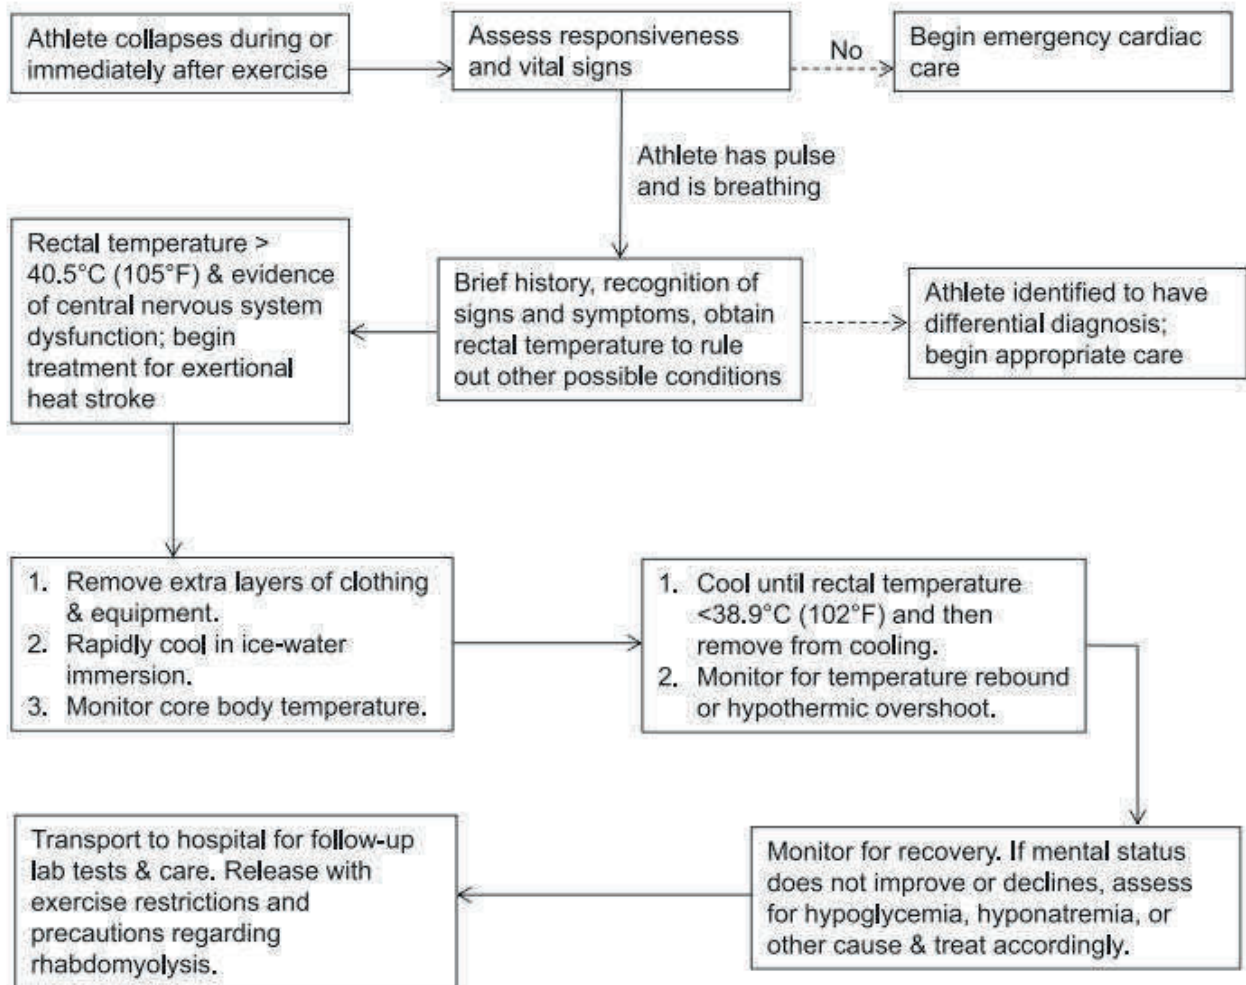 Athlete collapses during or
immediately after exercise
Assess responsiveness
and vital signs
No
Begin emergency cardiac
care
Athlete has pulse
and is breathing
Rectal temperature >
40.5°C (105°F) & evidence
of central nervous system
dysfunction; begin
treatment for exertional
heat stroke
Brief history, recognition of
signs and symptoms, obtain
rectal temperature to rule
out other possible conditions
Athlete identified to have
differential diagnosis;
begin appropriate care
1. Remove extra layers of clothing
& equipment.
2. Rapidly cool in ice-water
immersion.
3. Monitor core body temperature.
1. Cool until rectal temperature
<38.9°C (102°F) and then
remove from cooling.
2. Monitor for temperature rebound
or hypothermic overshoot.
Monitor for recovery. If mental status
does not improve or declines, assess
for hypoglycemia, hyponatremia, or
other cause & treat accordingly.
Transport to hospital for follow-up
lab tests & care. Release with
exercise restrictions and
precautions regarding
rhabdomyolysis.